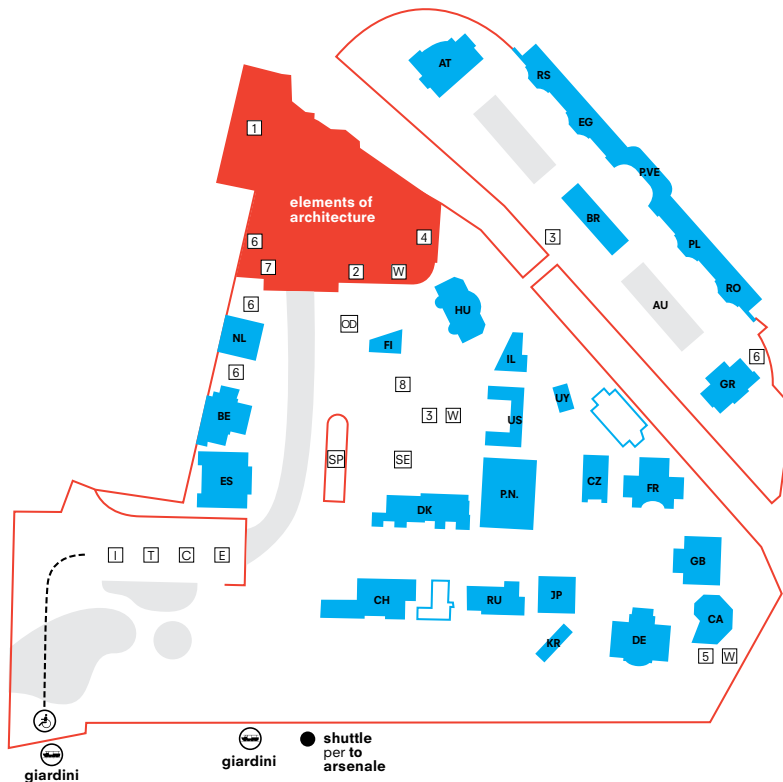 AT
RS
EG
P.VE
BR
PL
RO
AU
GR
3
6
1
elements of
architecture
6
4
7
2
W
6
OD
HU
NL
FI
IL
6
8
UY
BE
3
W
US
SP
SE
ES
P.N.
CZ
FR
DK
I
T
C
E
GB
CH
RU
JP
CA
KR
DE
5
W
giardini
giardini
shuttle
per to
arsenale